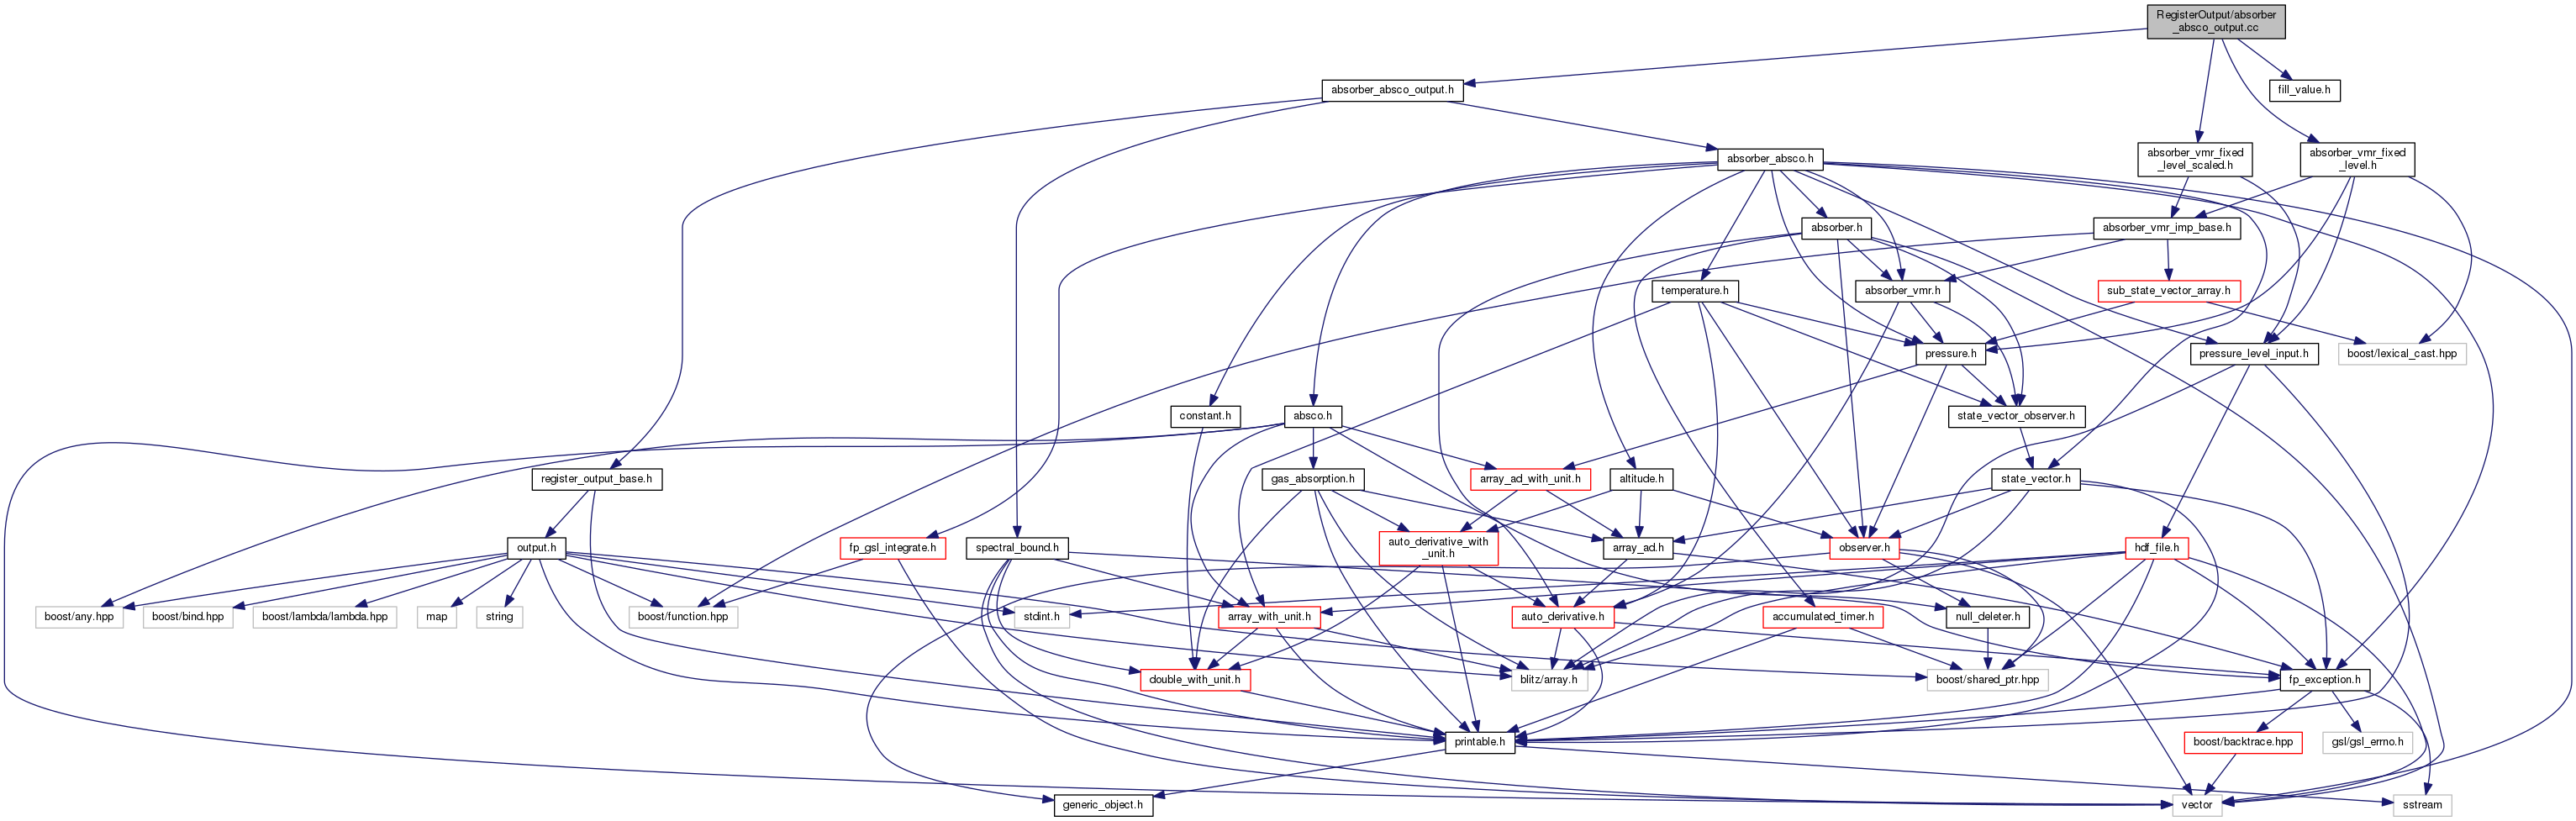 RegisterOutput/absorber
_absco_output.cc
absorber_absco_output.h
fill_value.h
absorber_absco.h
absorber_vmr_fixed
_level_scaled.h
absorber_vmr_fixed
_level.h
absorber.h
absorber_vmr_imp_base.h
temperature.h
absorber_vmr.h
sub_state_vector_array.h
pressure.h
pressure_level_input.h
boost/lexical_cast.hpp
constant.h
absco.h
state_vector_observer.h
register_output_base.h
gas_absorption.h
array_ad_with_unit.h
altitude.h
state_vector.h
output.h
fp_gsl_integrate.h
spectral_bound.h
auto_derivative_with
_unit.h
array_ad.h
observer.h
hdf_file.h
boost/any.hpp
boost/bind.hpp
boost/lambda/lambda.hpp
map
string
boost/function.hpp
stdint.h
array_with_unit.h
auto_derivative.h
accumulated_timer.h
null_deleter.h
double_with_unit.h
blitz/array.h
boost/shared_ptr.hpp
fp_exception.h
printable.h
boost/backtrace.hpp
gsl/gsl_errno.h
generic_object.h
vector
sstream